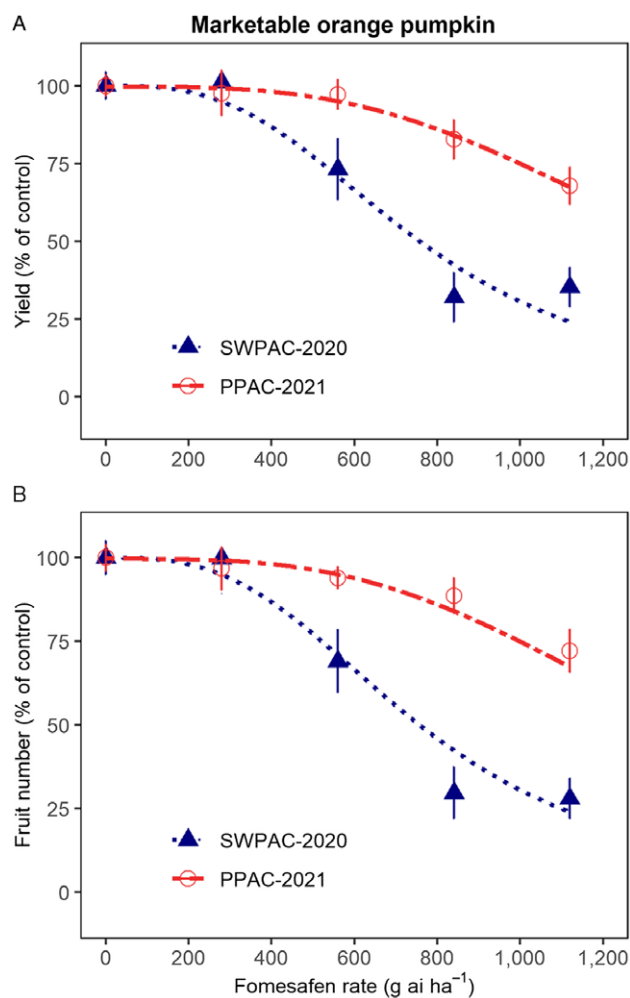 A
Marketable orange pumpkin
Yield (% of control)
100
75
50
25
0
SWPAC-2020
PPAC-2021
0 200 400 600 800 1,000 1,200
B
Fruit number (% of control)
100
75
50
25
0
SWPAC-2020
PPAC-2021
0 200 400 600 800 1,000 1,200
Fomesafen rate (g ai ha⁻¹)